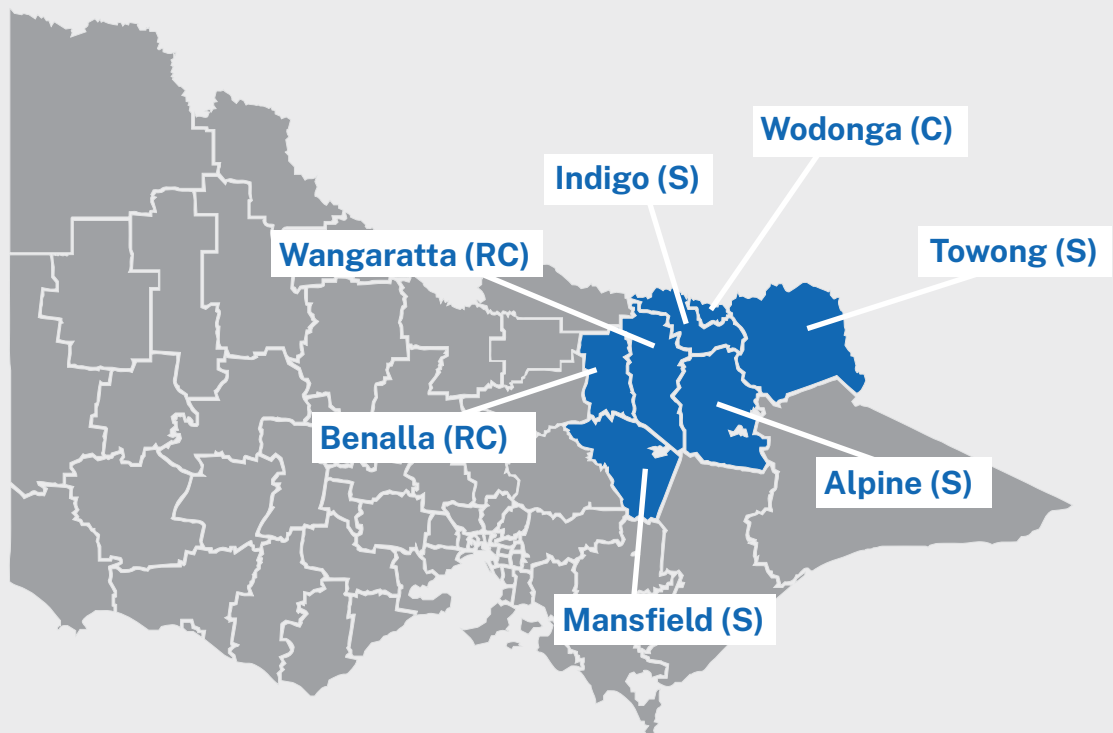 Wodonga (C)
Indigo (S)
Wangaratta (RC)
Towong (S)
Benalla (RC)
Alpine (S)
Mansfield (S)